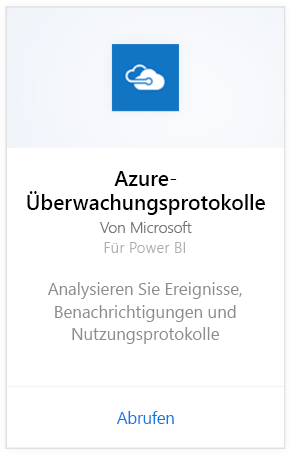 Azure-
Überwachungsprotokolle
Von Microsoft
Für Power BI
Analysieren Sie Ereignisse,
Benachrichtigungen und
Nutzungsprotokolle
Abrufen